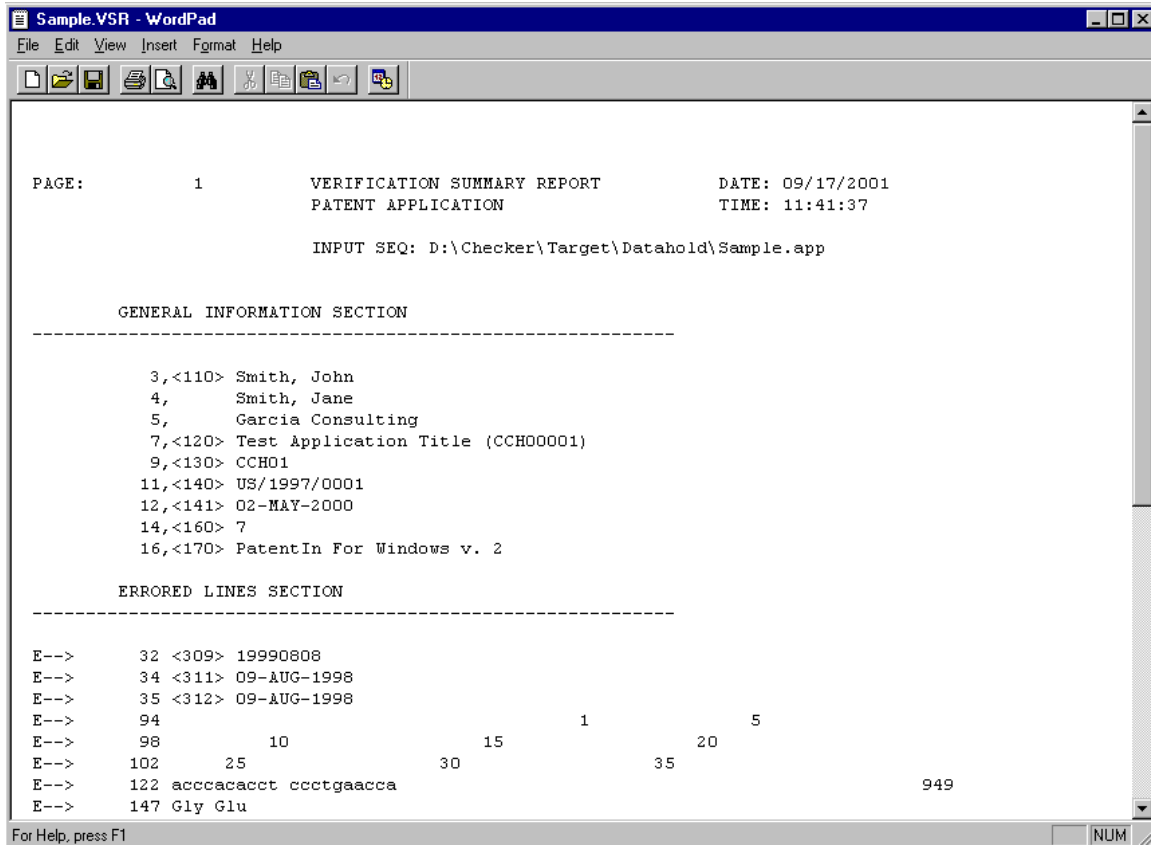 Sample.VSR - WordPad
File Edit View Insert Format Help
PAGE: 1 VERIFICATION SUMMARY REPORT DATE: 09/17/2001
PATENT APPLICATION TIME: 11:41:37
INPUT SEQ: D:\Checker\Target\Datahold\Sample.app
GENERAL INFORMATION SECTION
------------------------------------------------------------
3,<110> Smith, John
4, Smith, Jane
5, Garcia Consulting
7,<120> Test Application Title (CCH00001)
9,<130> CCH01
11,<140> US/1997/0001
12,<141> 02-MAY-2000
14,<160> 7
16,<170> PatentIn For Windows v. 2
ERRORED LINES SECTION
------------------------------------------------------------
E--> 32 <309> 19990808
E--> 34 <311> 09-AUG-1998
E--> 35 <312> 09-AUG-1998
E--> 94 1 5
E--> 98 10 15 20
E--> 102 25 30 35
E--> 122 acccacacct ccctgaacca 949
E--> 147 Gly Glu
For Help, press F1 NUM